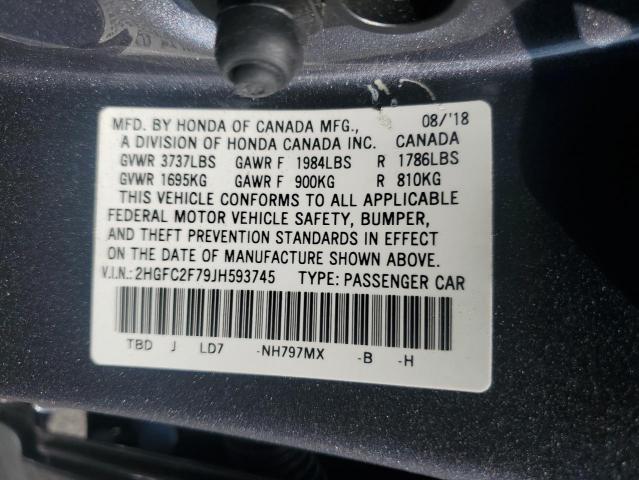 MFD. BY HONDA OF CANADA MFG., 08/'18
A DIVISION OF HONDA CANADA INC. CANADA
GVWR 3737LBS GAWR F 1984LBS R 1786LBS
GVWR 1695KG GAWR F 900KG R 810KG
THIS VEHICLE CONFORMS TO ALL APPLICABLE
FEDERAL MOTOR VEHICLE SAFETY, BUMPER,
AND THEFT PREVENTION STANDARDS IN EFFECT
ON THE DATE OF MANUFACTURE SHOWN ABOVE.
V.I.N.: 2HGFC2F79JH593745 TYPE: PASSENGER CAR
TBD J LD7 -NH797MX -B -H